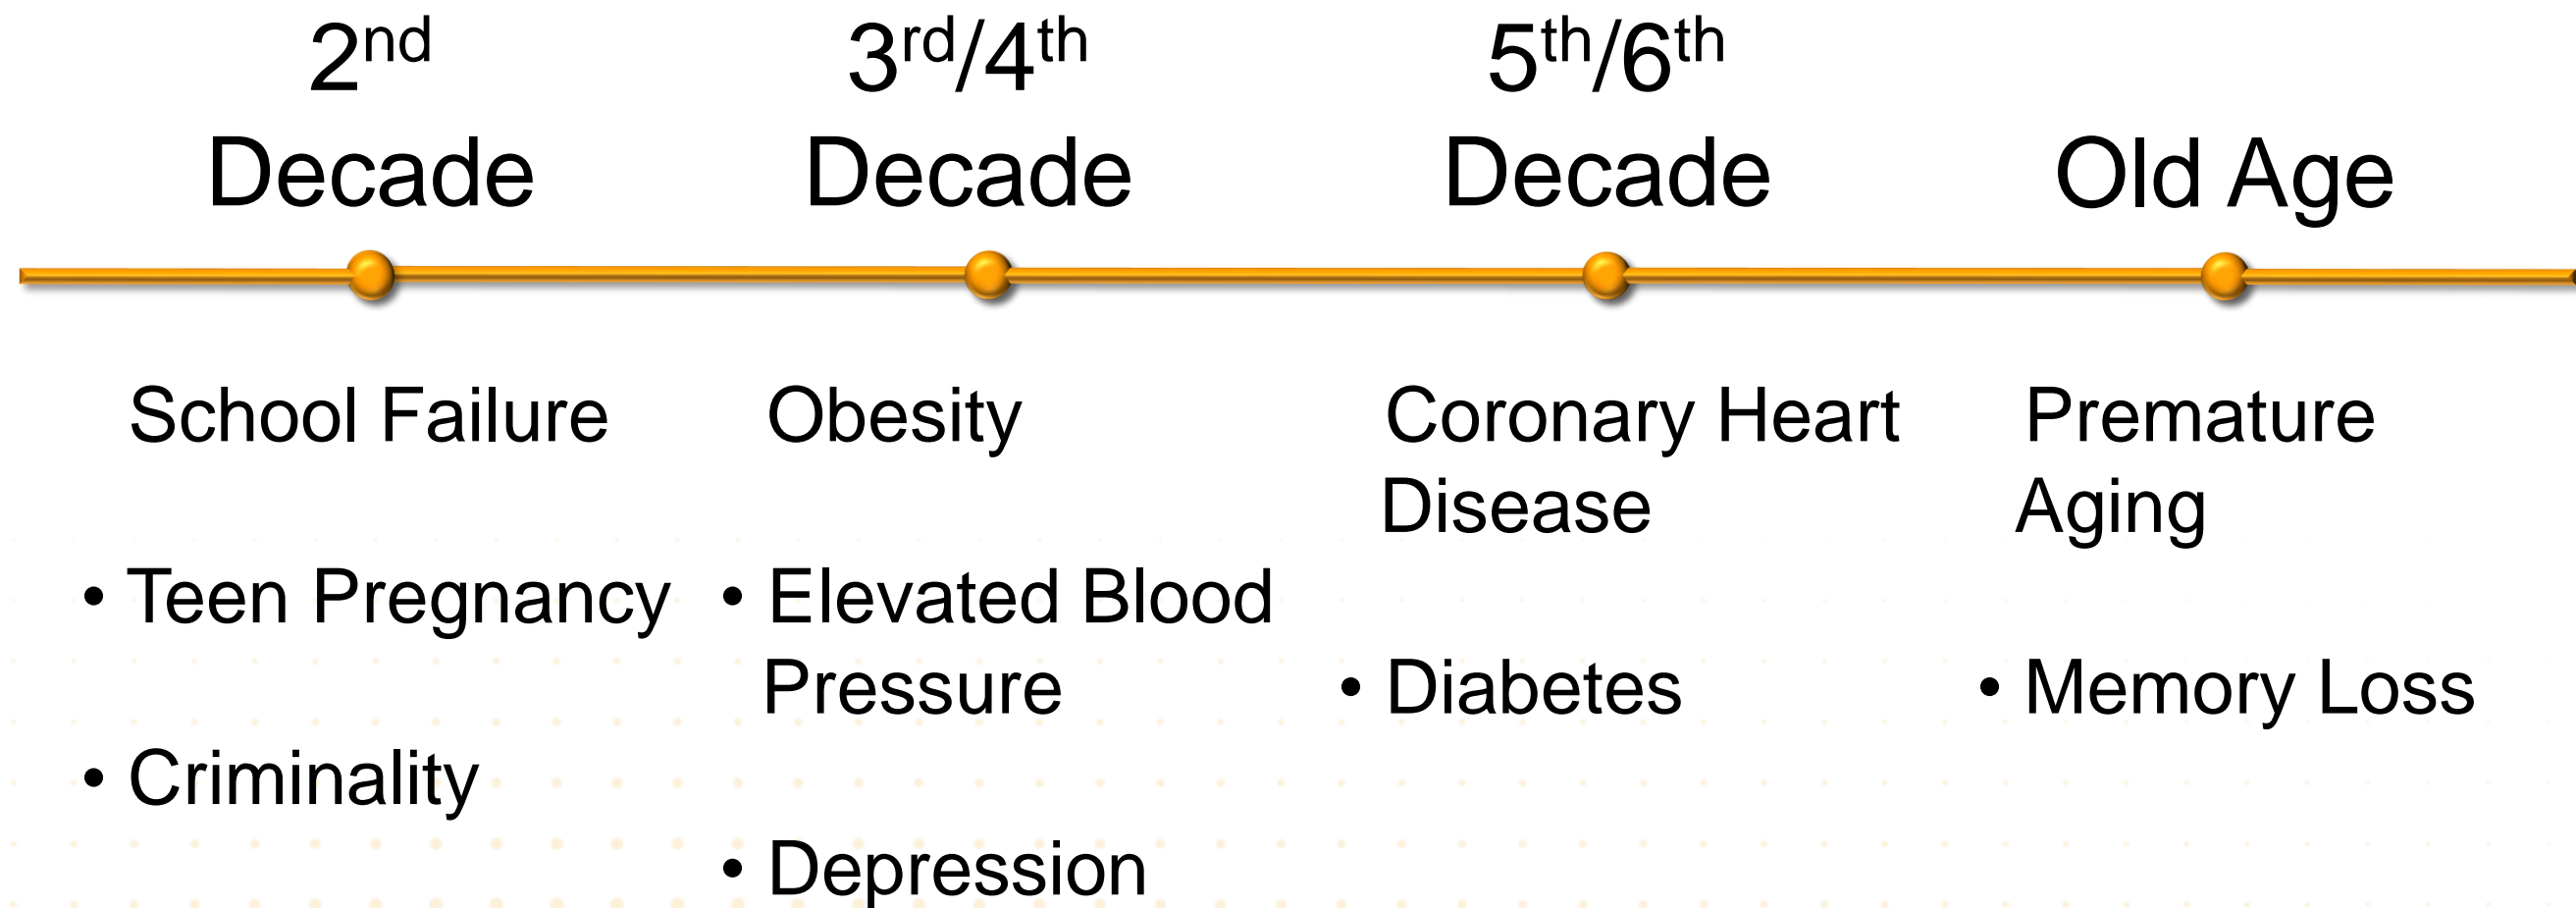 2nd
Decade
3rd/4th
Decade
5th/6th
Decade
Old Age
School Failure
• Teen Pregnancy
• Criminality
Obesity
• Elevated Blood
Pressure
• Depression
Coronary Heart
Disease
• Diabetes
Premature
Aging
• Memory Loss